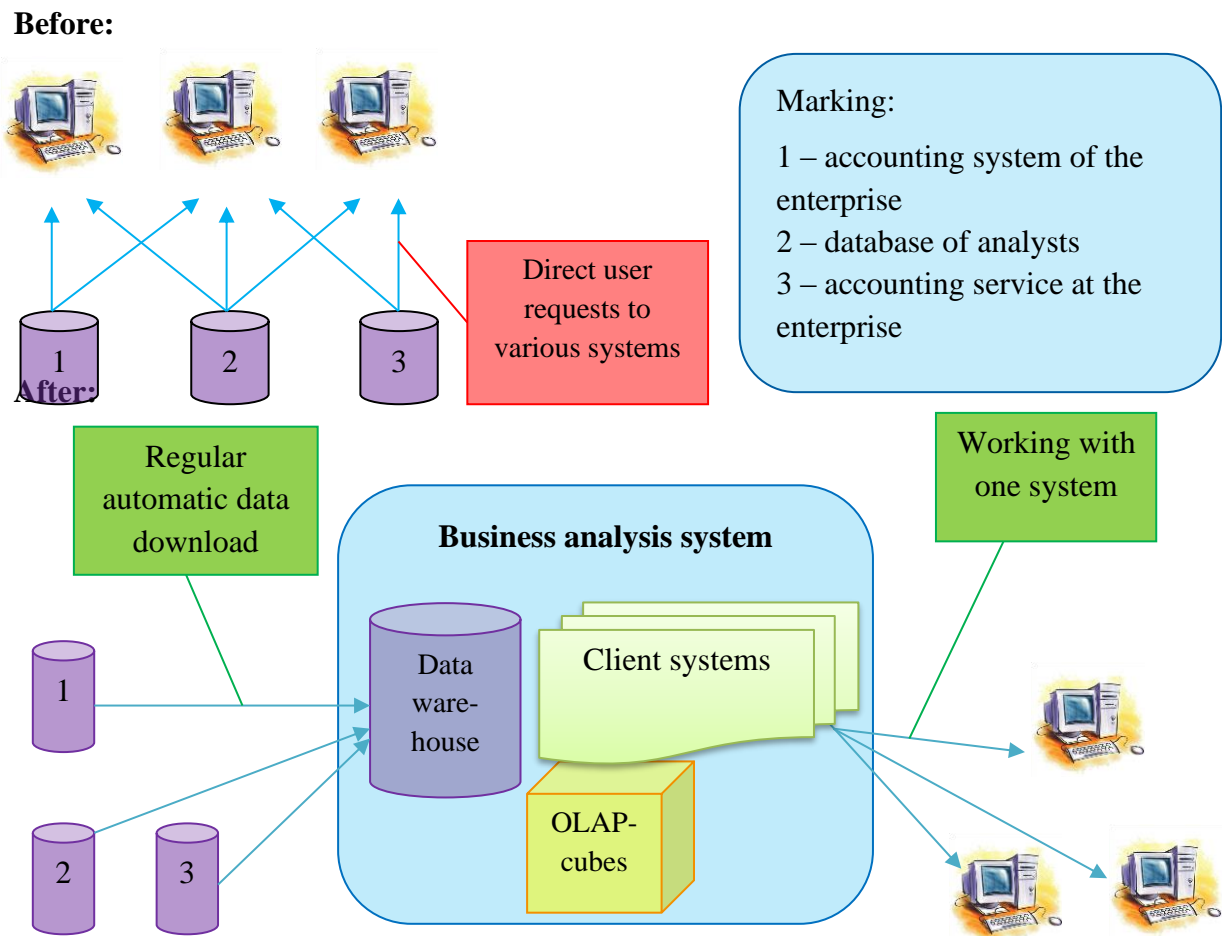 Before:
Marking:
1 – accounting system of the
enterprise
2 – database of analysts
3 – accounting service at the
enterprise
Direct user
requests to
various systems
1
2
3
After:
Regular
automatic data
download
Working with
one system
Business analysis system
Data
ware-
house
Client systems
OLAP-
cubes
1
2
3